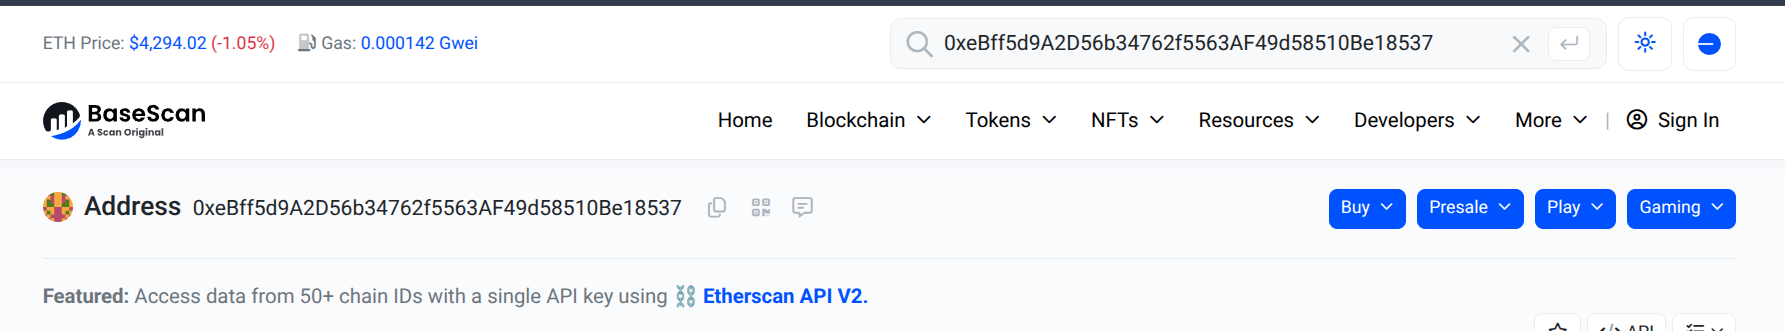 ETH Price: $4,294.02 (-1.05%) Gas: 0.000142 Gwei
0xeBff5d9A2D56b34762f5563AF49d58510Be18537
BaseScan
A Scan Original
Home Blockchain Tokens NFTs Resources Developers More | Sign In
Address 0xeBff5d9A2D56b34762f5563AF49d58510Be18537
Buy Presale Play Gaming
Featured: Access data from 50+ chain IDs with a single API key using Etherscan API V2.
API